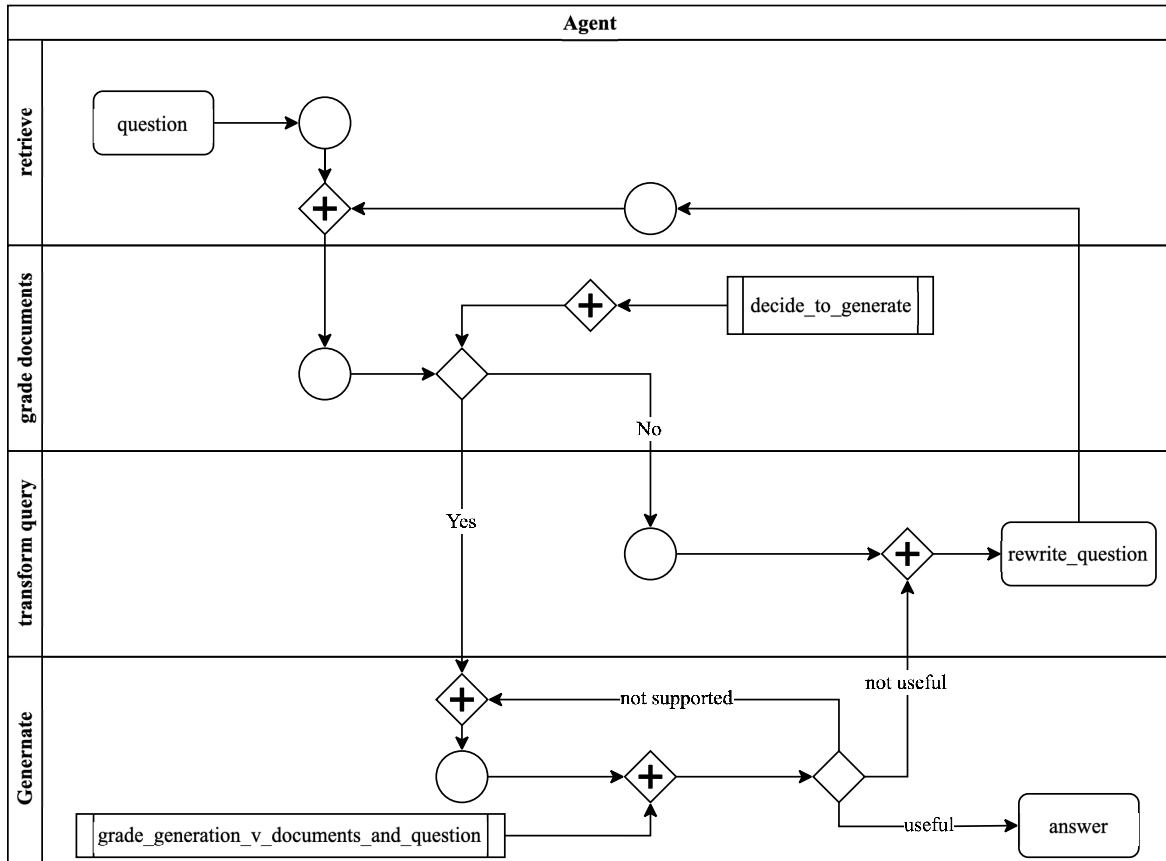 Agent
retrieve
question
grade documents
decide_to_generate
No
transform query
Yes
rewrite_question
Genernate
not supported
not useful
grade_generation_v_documents_and_question
useful
answer